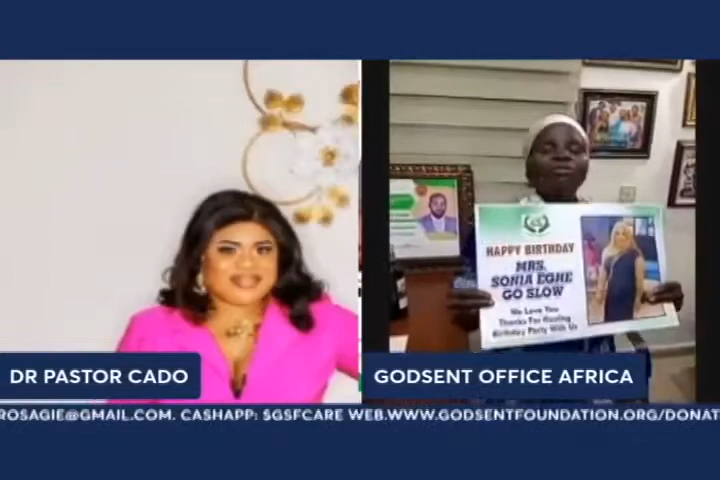 HAPPY BIRTHDAY
MRS.
SONIA EGHE
GO SLOW
We Love You
Thanks For Hosting
Birthday Party With Us
DR PASTOR CADO
GODSENT OFFICE AFRICA
ROSAGIE@GMAIL.COM. CASHAPP: SGSFCARE WEB.WWW.GODSENTFOUNDATION.ORG/DONAT